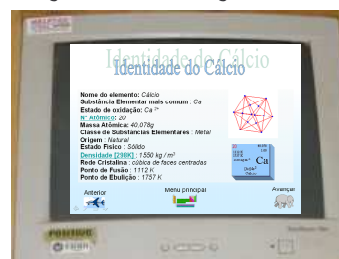 Identidade do Cálcio
Nome do elemento: Cálcio
Substância Elementar mais comum : Ca
Estado de oxidação: Ca
Nº Atômico: 20
Massa Atômica: 40,078g
Classe de Substâncias Elementares : Metal
Origem : Natural
Estado Físico : Sólido
Densidade [298K] : 1550 kg / m³
Rede Cristalina : cúbica de faces centradas
Ponto de Fusão : 1112 K
Ponto de Ebulição : 1757 K
20
Ca
Anterior
Menu principal
Avançar
POSITIVO